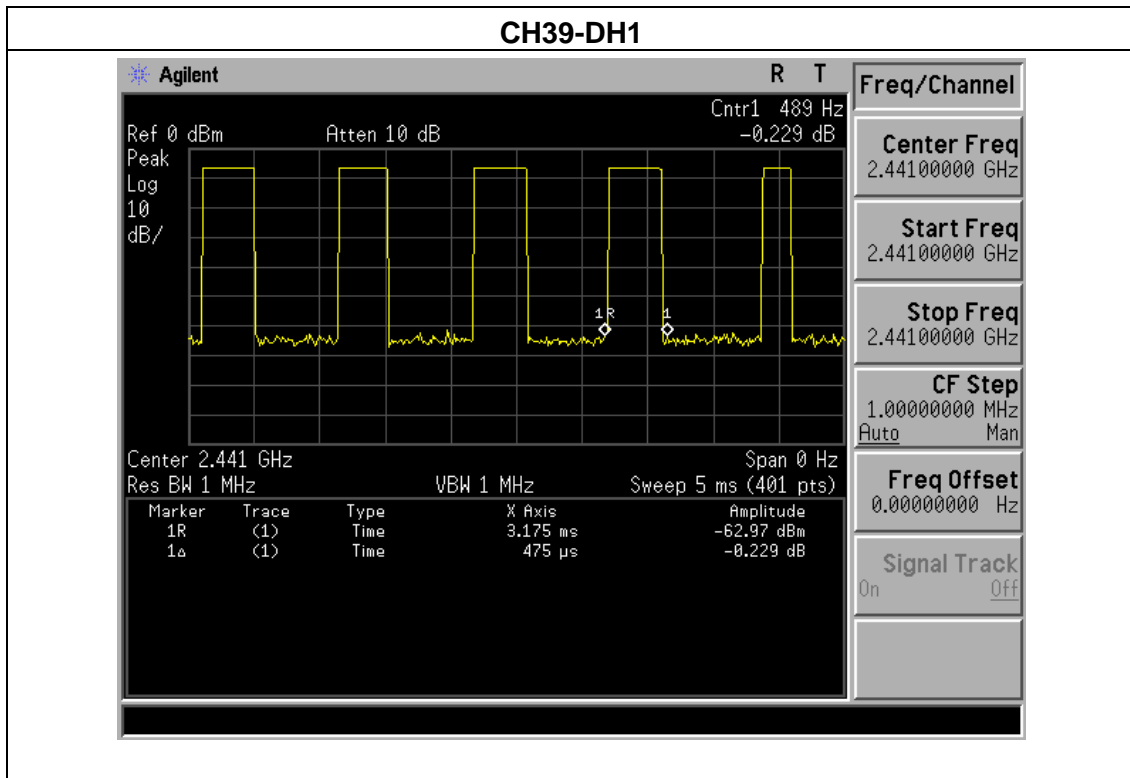 CH39-DH1
Agilent R T
Cntr1 489 Hz
Ref 0 dBm Atten 10 dB -0.229 dB
Peak
Log
10
dB/
1R 1
Center 2.441 GHz Span 0 Hz
Res BW 1 MHz VBW 1 MHz Sweep 5 ms (401 pts)
Marker Trace Type X Axis Amplitude
1R (1) Time 3.175 ms -62.97 dBm
1Δ (1) Time 475 µs -0.229 dB
Freq/Channel
Center Freq
2.44100000 GHz
Start Freq
2.44100000 GHz
Stop Freq
2.44100000 GHz
CF Step
1.00000000 MHz
Auto Man
Freq Offset
0.00000000 Hz
Signal Track
On Off